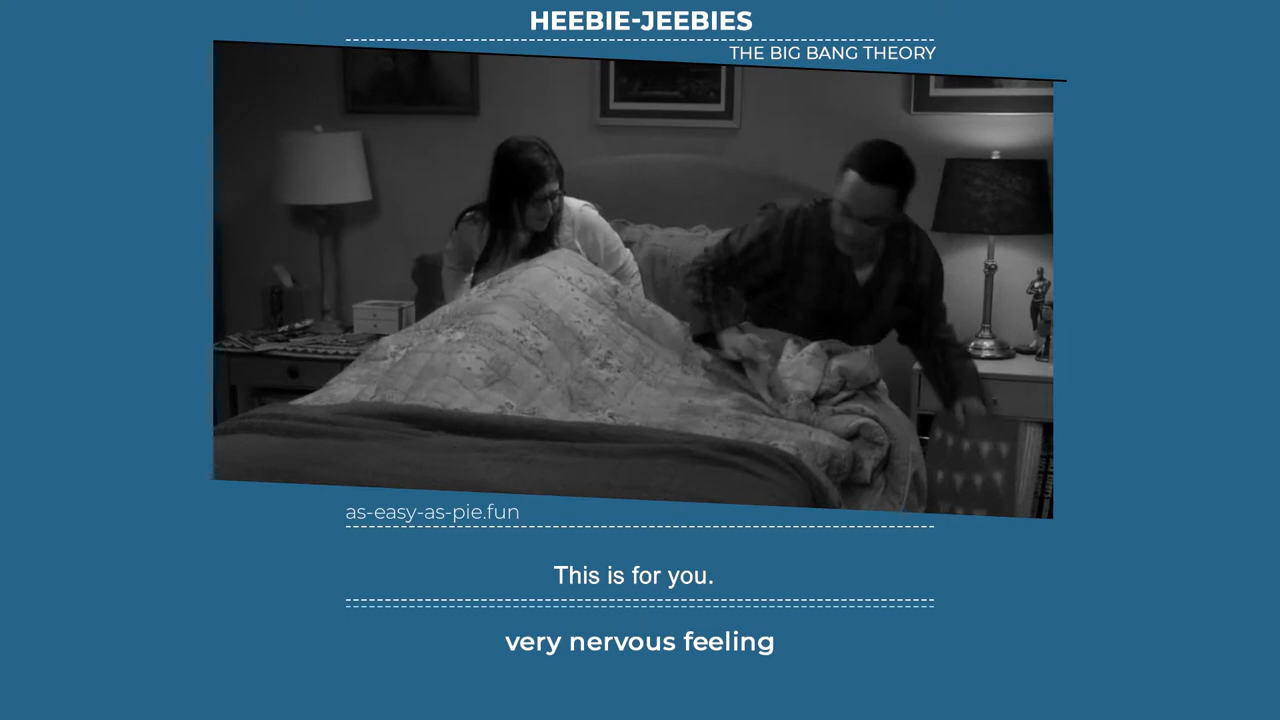 HEEBIE-JEEBIES
THE BIG BANG THEORY
as-easy-as-pie.fun
This is for you.
very nervous feeling